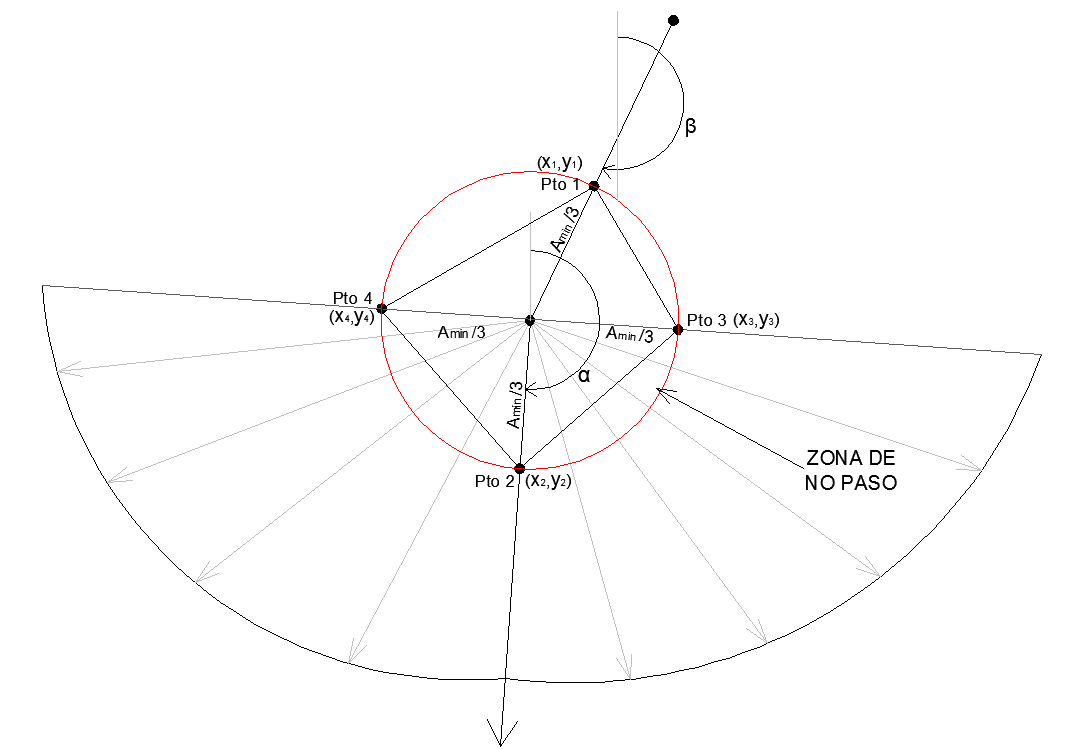 β
(x₁,y₁)
Pto 1
Amin/3
Pto 4
(x₄,y₄)
Amin/3
Amin/3
Pto 3 (x₃,y₃)
α
Amin/3
Pto 2 (x₂,y₂)
ZONA DE
NO PASO